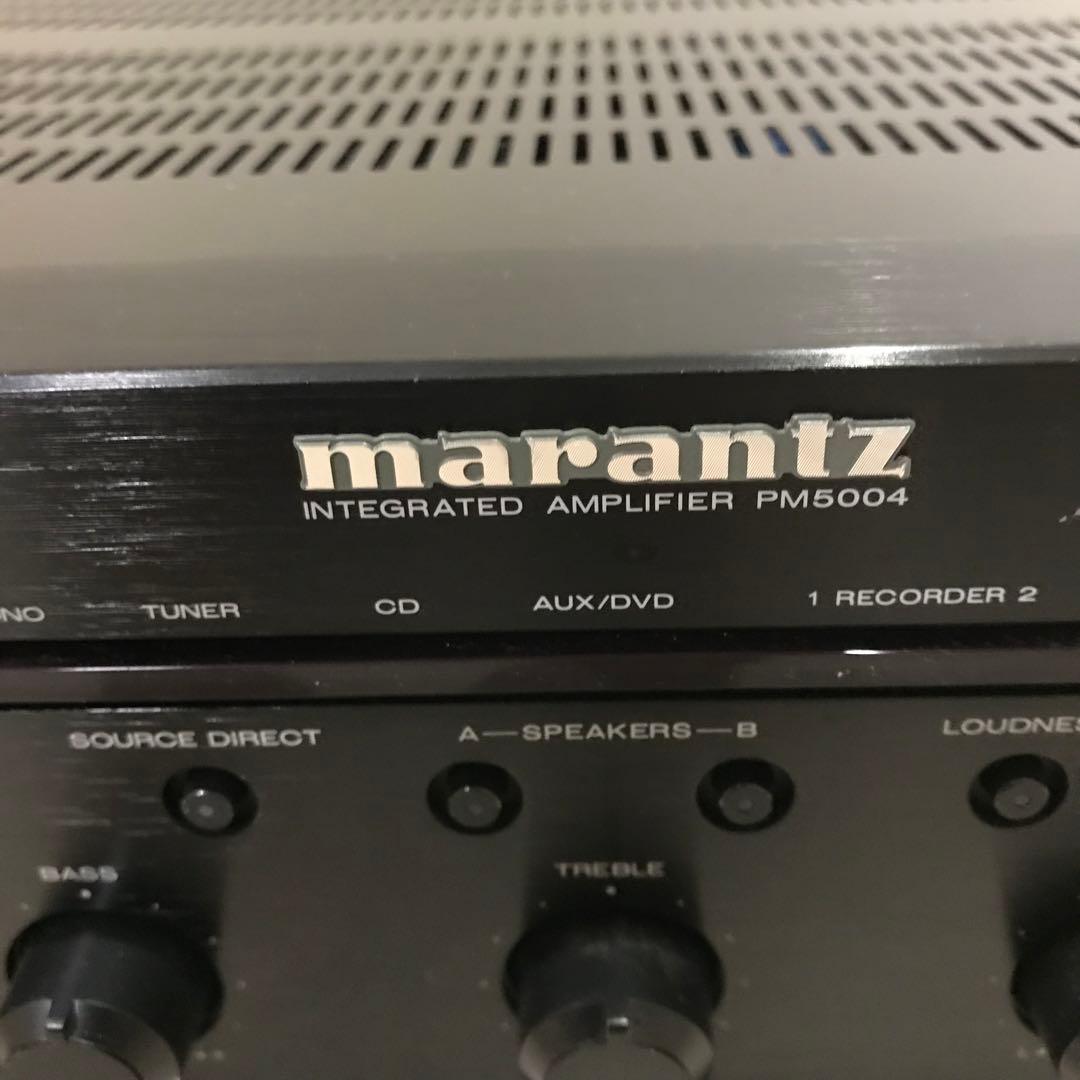 marantz
INTEGRATED AMPLIFIER PM5004
TUNER CD AUX/DVD 1 RECORDER 2
SOURCE DIRECT A—SPEAKERS—B
BASS TREBLE